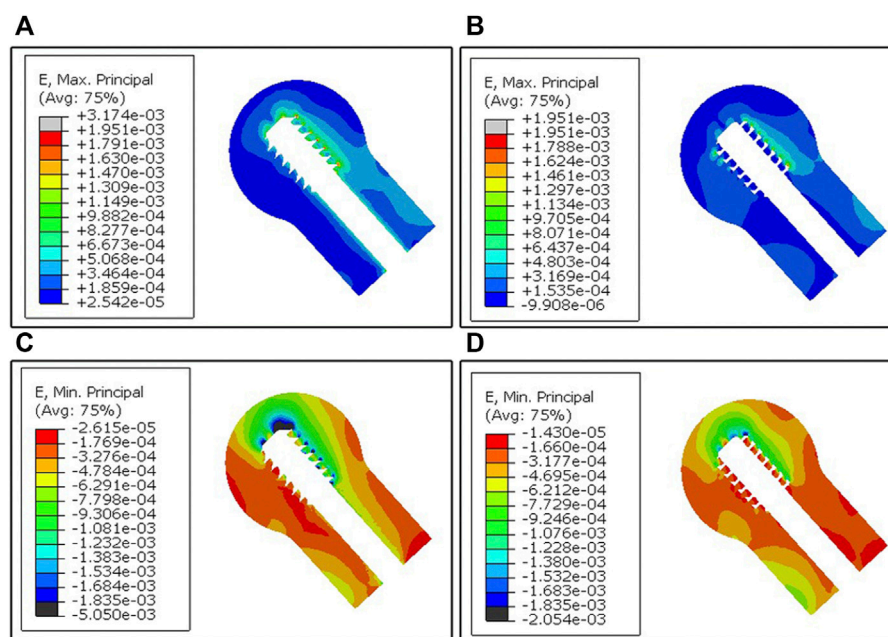 A
E, Max. Principal
(Avg: 75%)
+3.174e-03
+1.951e-03
+1.791e-03
+1.630e-03
+1.470e-03
+1.309e-03
+1.149e-03
+9.882e-04
+8.277e-04
+6.673e-04
+5.068e-04
+3.464e-04
+1.859e-04
+2.542e-05
B
E, Max. Principal
(Avg: 75%)
+1.951e-03
+1.951e-03
+1.788e-03
+1.624e-03
+1.461e-03
+1.297e-03
+1.134e-03
+9.705e-04
+8.071e-04
+6.437e-04
+4.803e-04
+3.169e-04
+1.535e-04
-9.908e-06
C
E, Min. Principal
(Avg: 75%)
-2.615e-05
-1.769e-04
-3.276e-04
-4.784e-04
-6.291e-04
-7.798e-04
-9.306e-04
-1.081e-03
-1.232e-03
-1.383e-03
-1.534e-03
-1.684e-03
-1.835e-03
-5.050e-03
D
E, Min. Principal
(Avg: 75%)
-1.430e-05
-1.660e-04
-3.177e-04
-4.695e-04
-6.212e-04
-7.729e-04
-9.246e-04
-1.076e-03
-1.228e-03
-1.380e-03
-1.532e-03
-1.683e-03
-1.835e-03
-2.054e-03